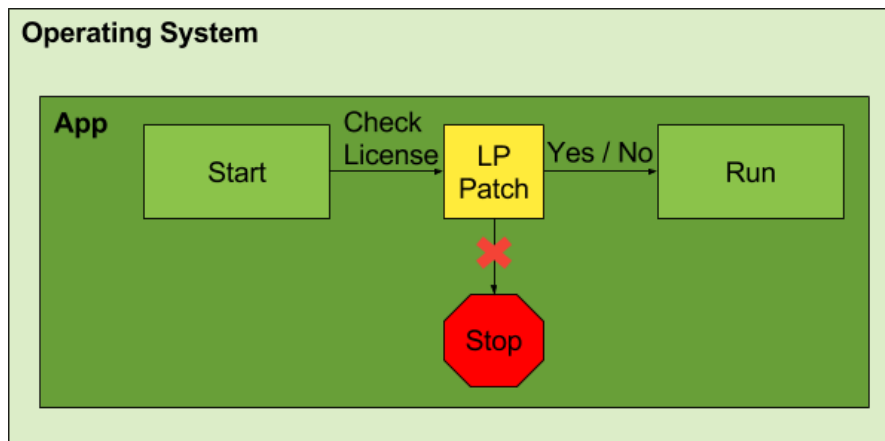 Operating System
App
Start
Check
License
LP
Patch
Yes / No
Run
Stop